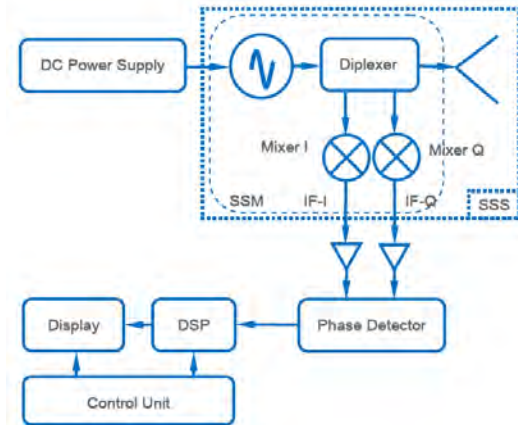 DC Power Supply
Diplexer
Mixer I
Mixer Q
SSM
IF-I
IF-Q
SSS
Display
DSP
Phase Detector
Control Unit